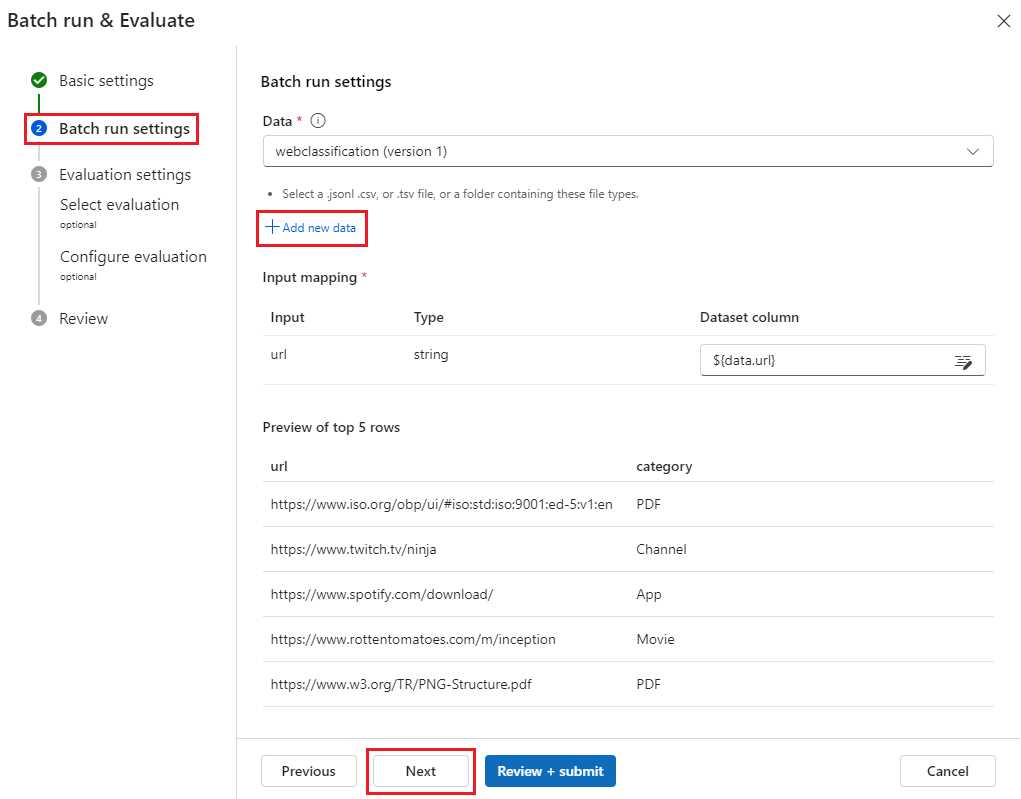 Batch run & Evaluate
Basic settings
2 Batch run settings
3 Evaluation settings
Select evaluation
optional
Configure evaluation
optional
4 Review
Batch run settings
Data *
webclassification (version 1)
• Select a .jsonl .csv, or .tsv file, or a folder containing these file types.
+ Add new data
Input mapping *
Input Type Dataset column
url string ${data.url}
Preview of top 5 rows
url category
https://www.iso.org/obp/ui/#iso:std:iso:9001:ed-5:v1:en PDF
https://www.twitch.tv/ninja Channel
https://www.spotify.com/download/ App
https://www.rottentomatoes.com/m/inception Movie
https://www.w3.org/TR/PNG-Structure.pdf PDF
Previous Next Review + submit Cancel